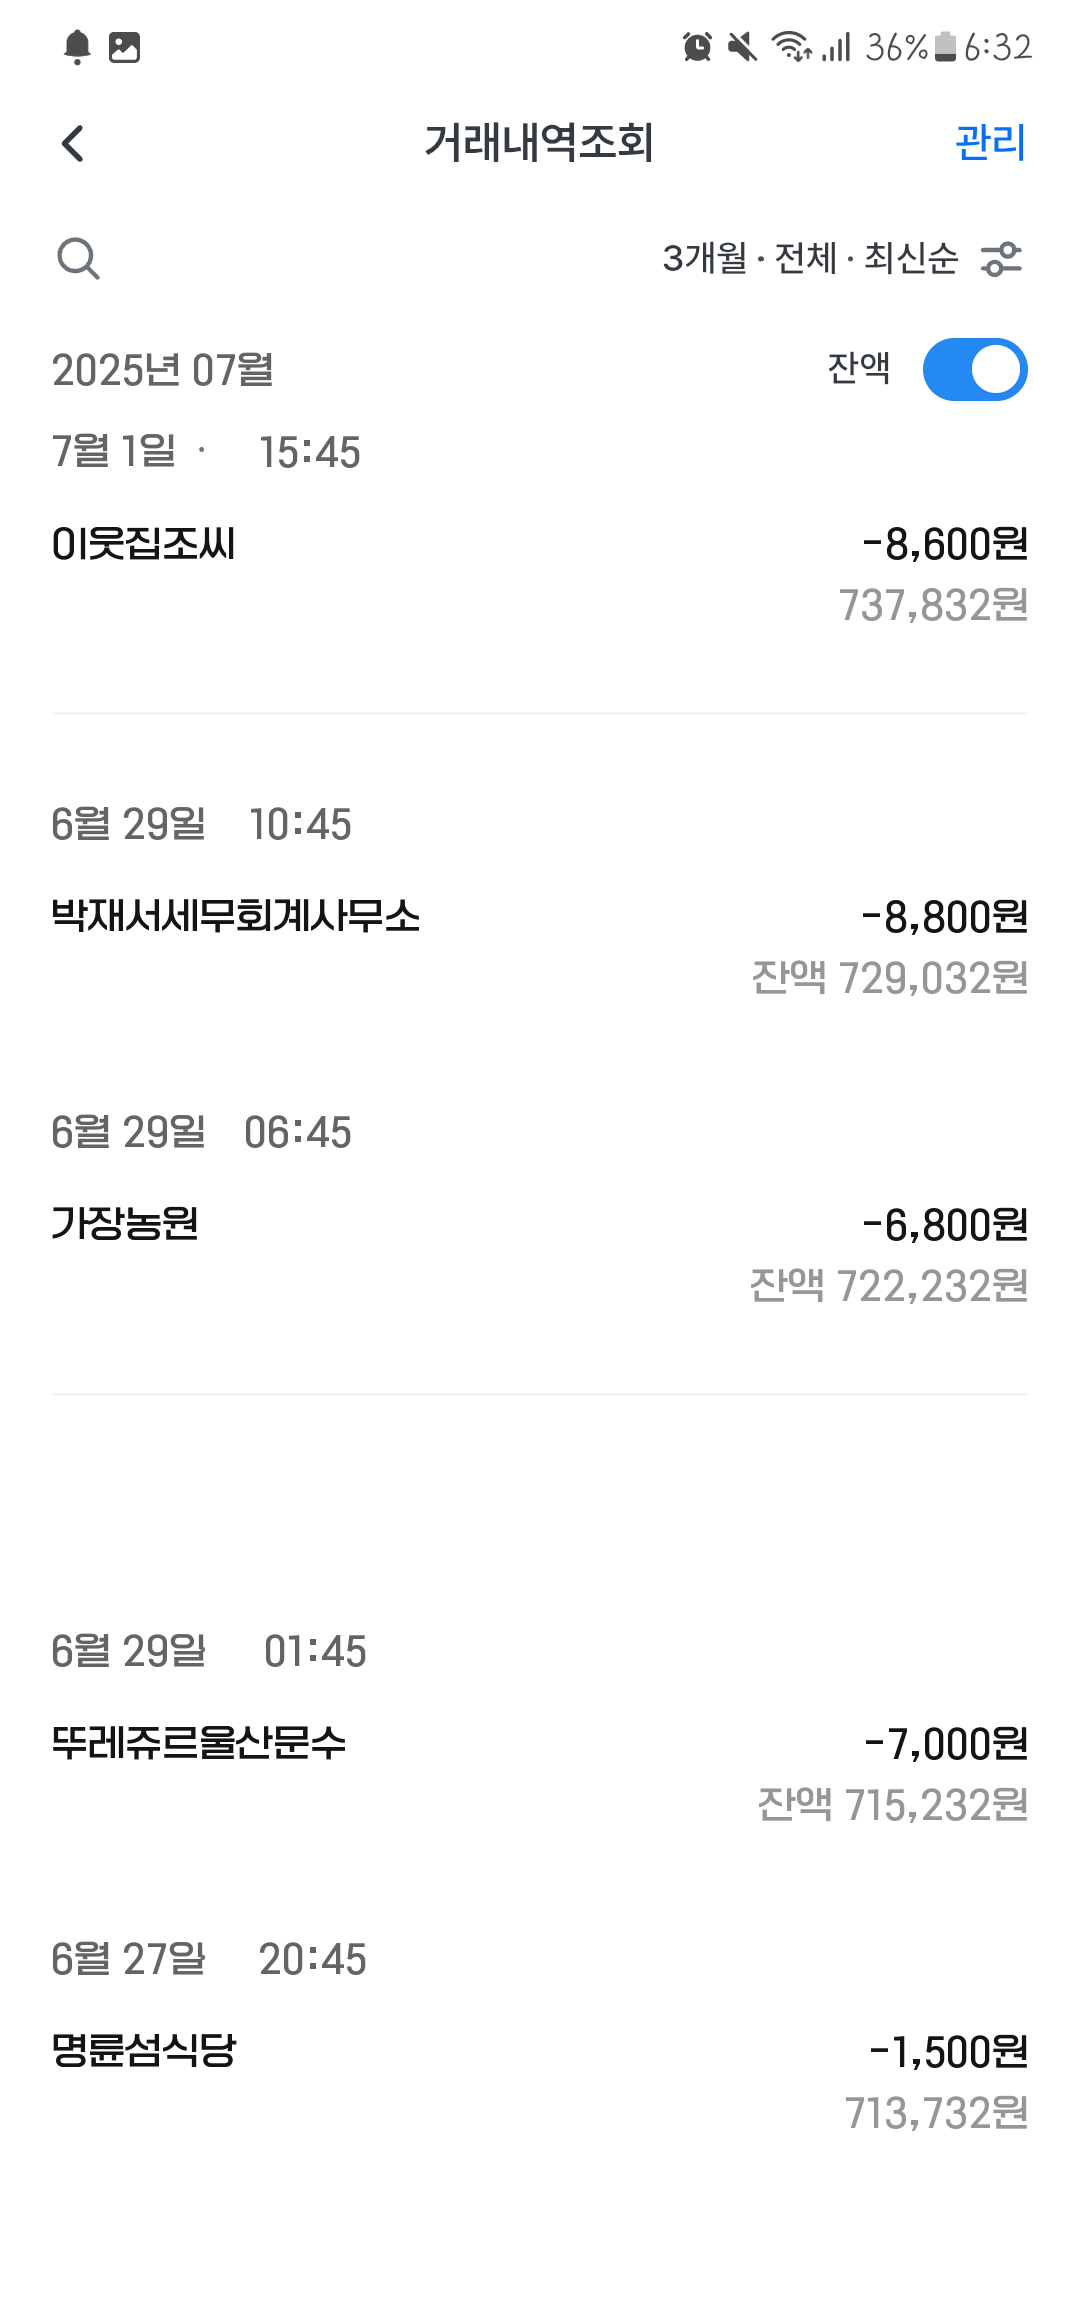 36% 6:32
거래내역조회 관리
3개월 · 전체 · 최신순
2025년 07월 잔액
7월 1일 · 15:45
이웃집조씨 -8,600원
737,832원
6월 29일 10:45
박재서세무회계사무소 -8,800원
잔액 729,032원
6월 29일 06:45
가장농원 -6,800원
잔액 722,232원
6월 29일 01:45
뚜레쥬르울산문수 -7,000원
잔액 715,232원
6월 27일 20:45
명륜섬식당 -1,500원
713,732원